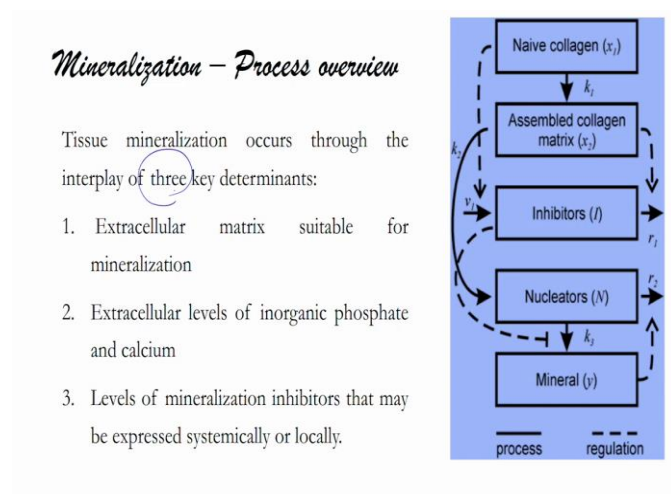 Mineralization – Process overview
Tissue mineralization occurs through the
interplay of three key determinants:
1. Extracellular matrix suitable for
mineralization
2. Extracellular levels of inorganic phosphate
and calcium
3. Levels of mineralization inhibitors that may
be expressed systemically or locally.
Naive collagen (x₁)
k₁
Assembled collagen
matrix (x₂)
k₂
v₁
Inhibitors (I)
r₁
r₂
Nucleators (N)
k₃
Mineral (y)
process regulation